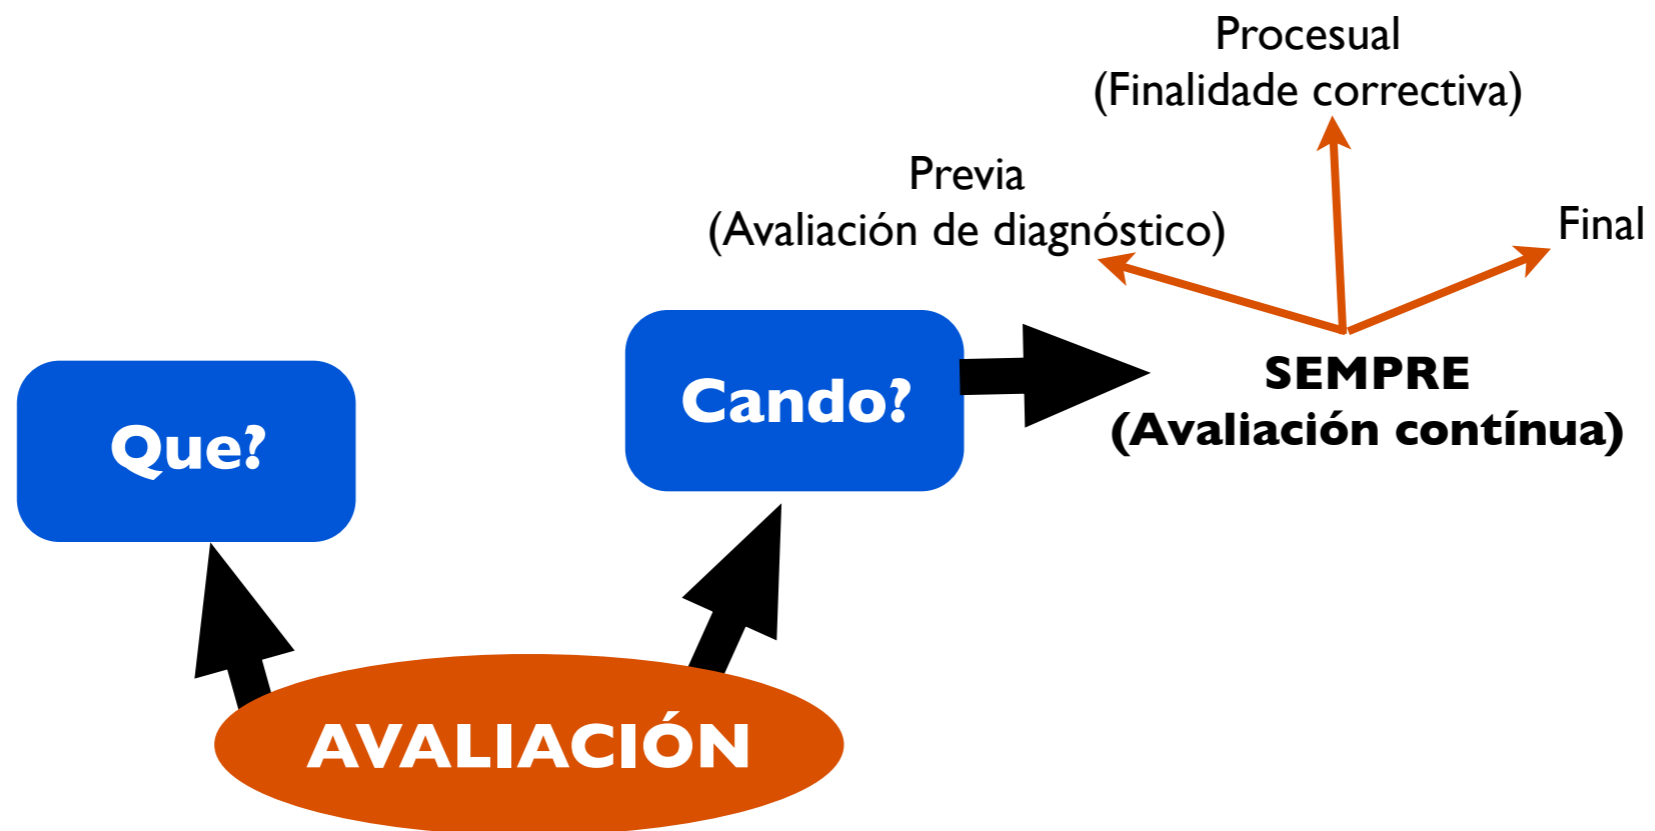 Procesual
(Finalidade correctiva)
Previa
(Avaliación de diagnóstico)
Final
Cando?
SEMPRE
(Avaliación contínua)
Que?
AVALIACIÓN